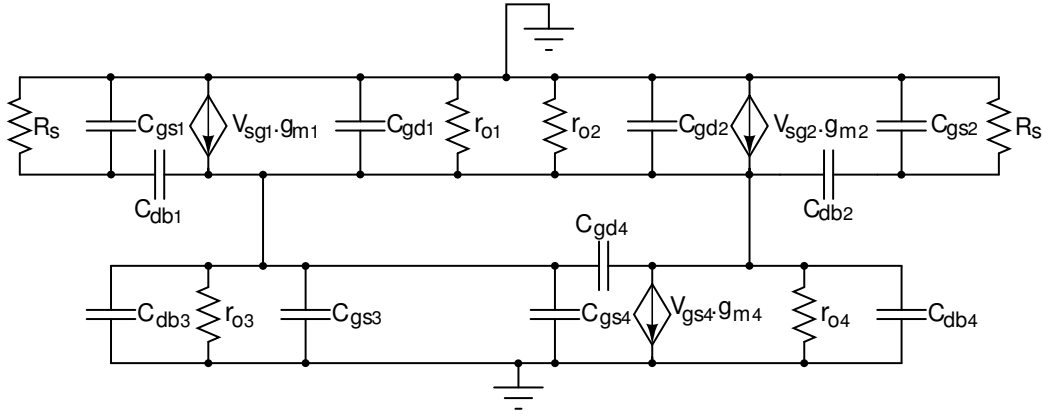 Rs
Cgs1
Vsg1.gm1
Cgd1
ro1
ro2
Cgd2
Vsg2.gm2
Cgs2
Rs
Cdb1
Cdb2
Cgd4
Cdb3
ro3
Cgs3
Cgs4
Vgs4.gm4
ro4
Cdb4